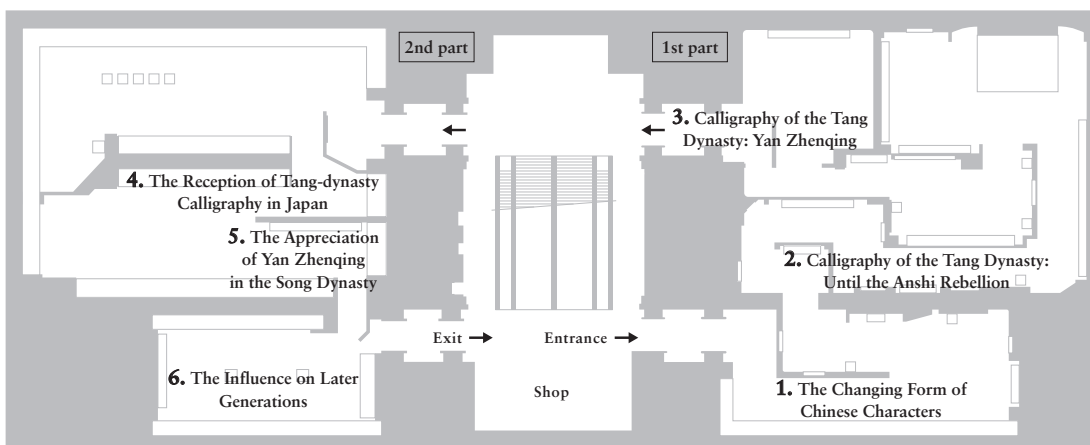 2nd part
1st part
3. Calligraphy of the Tang
Dynasty: Yan Zhenqing
4. The Reception of Tang-dynasty
Calligraphy in Japan
5. The Appreciation
of Yan Zhenqing
in the Song Dynasty
2. Calligraphy of the Tang Dynasty:
Until the Anshi Rebellion
Exit →
Entrance →
6. The Influence on Later
Generations
Shop
1. The Changing Form of
Chinese Characters